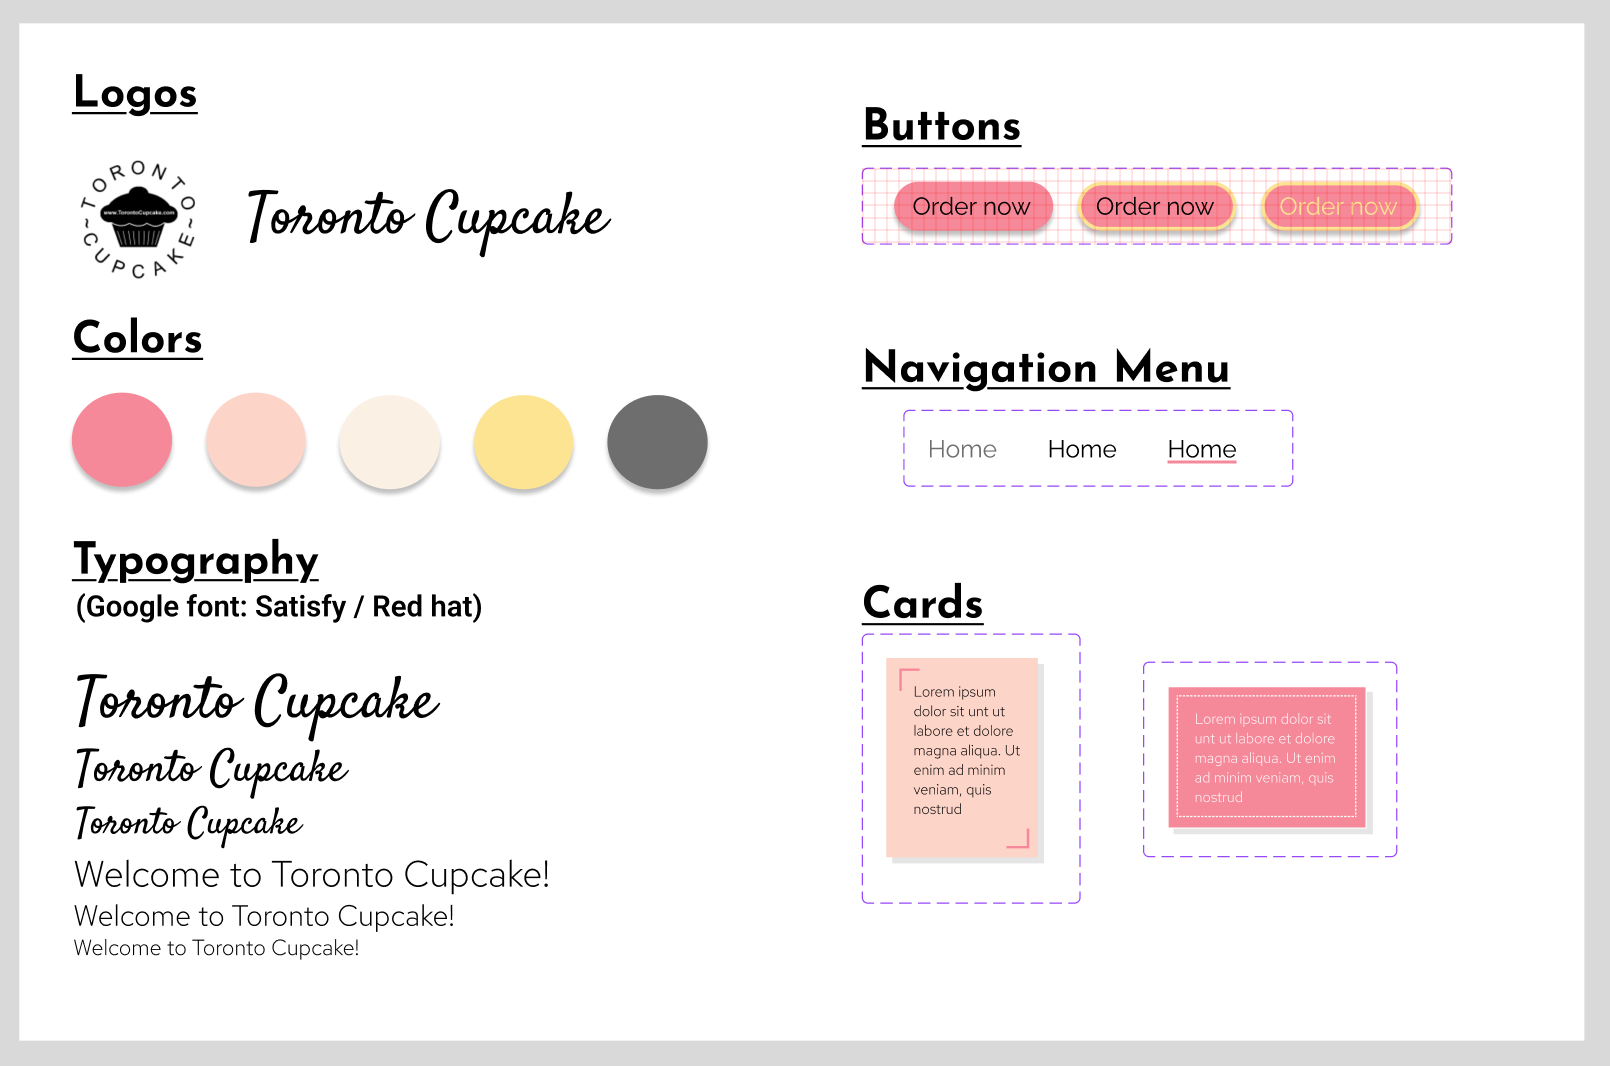 Logos
TORONTO
www.TorontoCupcake.com
~CUPCAKE~
Toronto Cupcake
Colors
Typography
(Google font: Satisfy / Red hat)
Toronto Cupcake
Toronto Cupcake
Toronto Cupcake
Welcome to Toronto Cupcake!
Welcome to Toronto Cupcake!
Welcome to Toronto Cupcake!
Buttons
Order now Order now Order now
Navigation Menu
Home Home Home
Cards
Lorem ipsum
dolor sit unt ut
labore et dolore
magna aliqua. Ut
enim ad minim
veniam, quis
nostrud
Lorem ipsum dolor sit
unt ut labore et dolore
magna aliqua. Ut enim
ad minim veniam, quis
nostrud